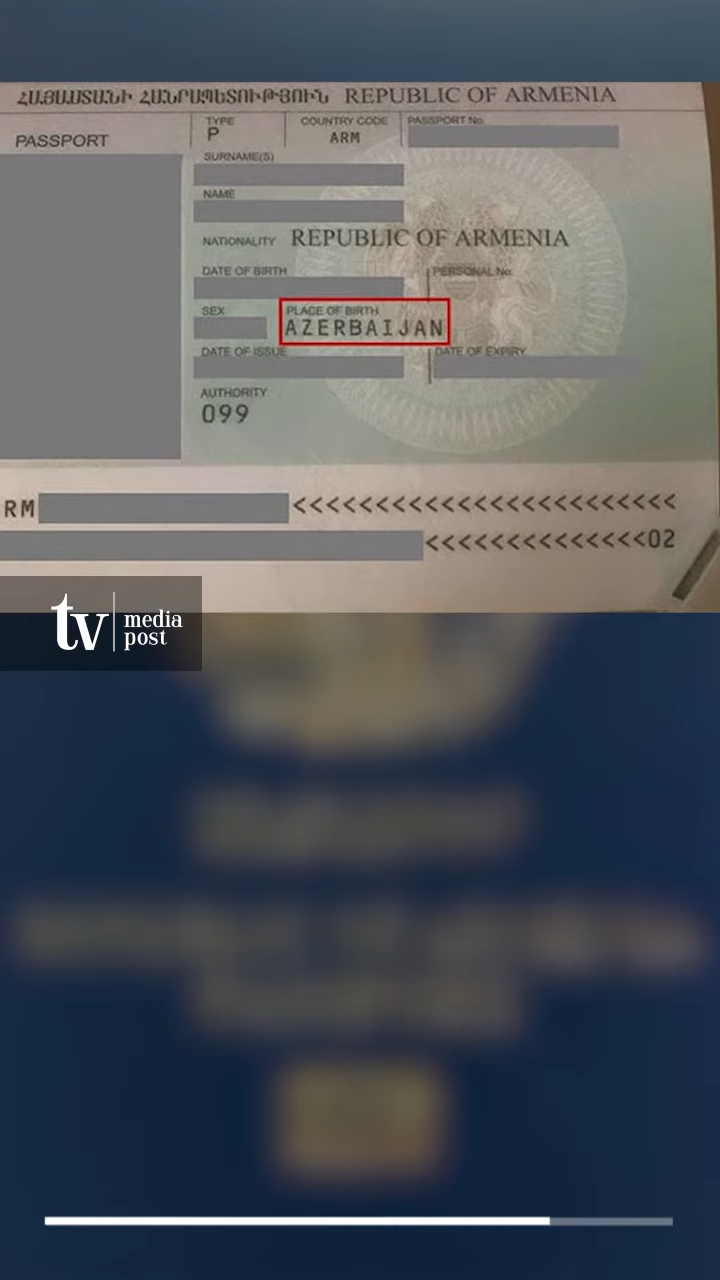 ՀԱՅԱՍՏԱՆԻ ՀԱՆՐԱՊԵՏՈՒԹՅՈՒՆ REPUBLIC OF ARMENIA
PASSPORT
TYPE
P
COUNTRY CODE
ARM
PASSPORT No.
SURNAME(S)
NAME
NATIONALITY REPUBLIC OF ARMENIA
DATE OF BIRTH
PERSONAL No.
SEX
PLACE OF BIRTH
AZERBAIJAN
DATE OF ISSUE
DATE OF EXPIRY
AUTHORITY
099
RM <<<<<<<<<<<<<<<<<<<<<<<<
<<<<<<<<<<<<<<02
tv media
post